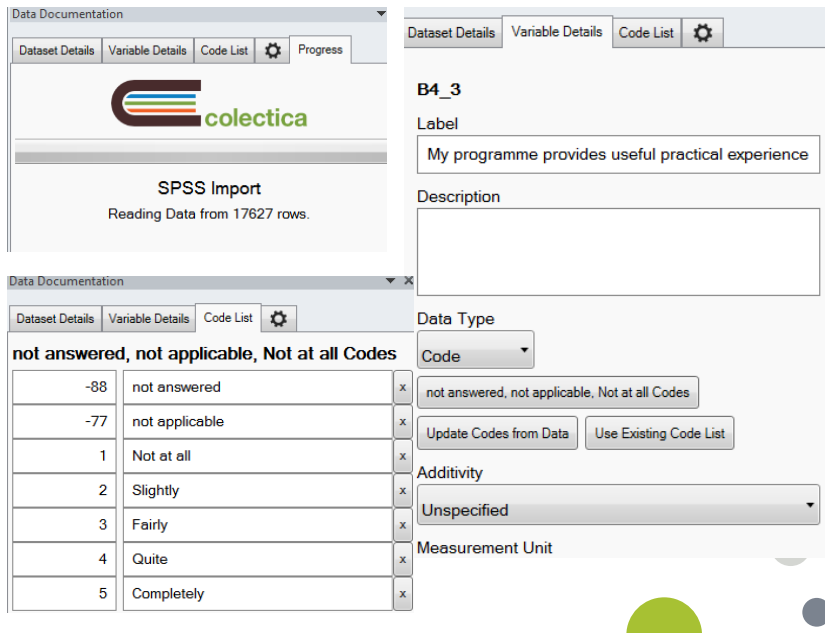 Data Documentation
Dataset Details Variable Details Code List Progress
colectica
SPSS Import
Reading Data from 17627 rows.
Data Documentation
Dataset Details Variable Details Code List
not answered, not applicable, Not at all Codes
-88 not answered x
-77 not applicable x
1 Not at all x
2 Slightly x
3 Fairly x
4 Quite x
5 Completely x
Dataset Details Variable Details Code List
B4_3
Label
My programme provides useful practical experience
Description
Data Type
Code
not answered, not applicable, Not at all Codes
Update Codes from Data Use Existing Code List
Additivity
Unspecified
Measurement Unit